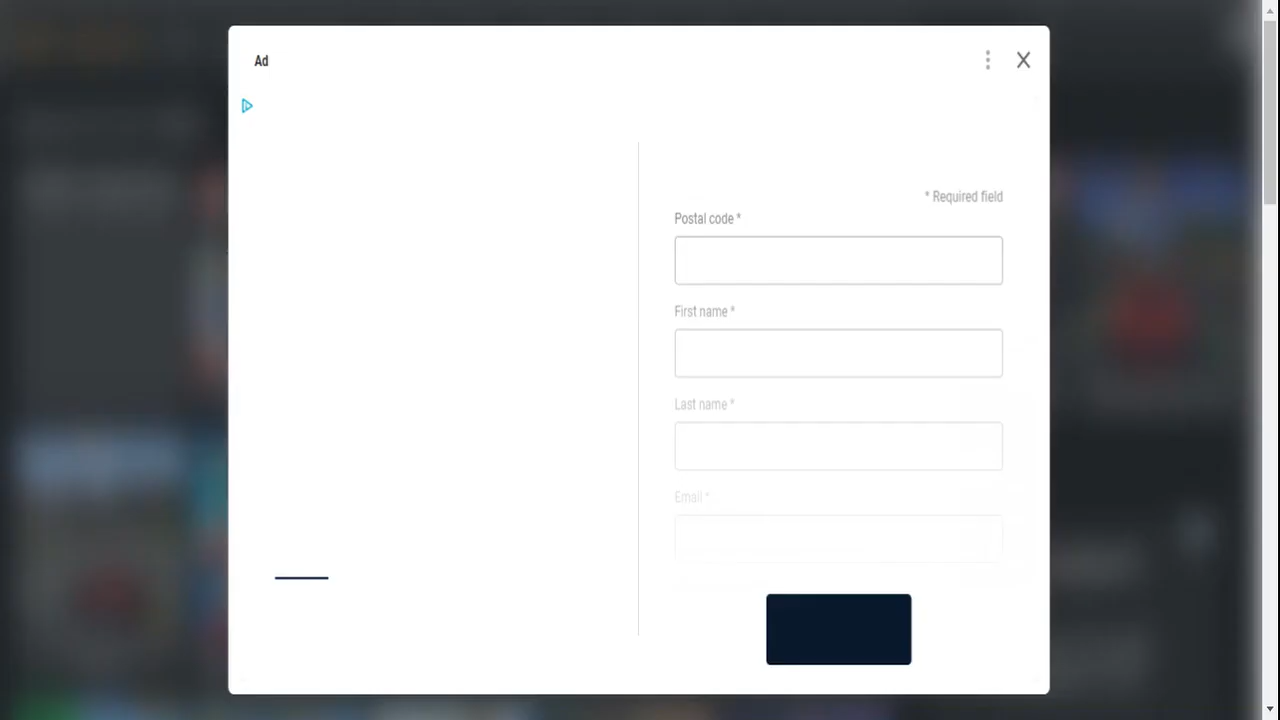 Ad
* Required field
Postal code *
First name *
Last name *
Email *